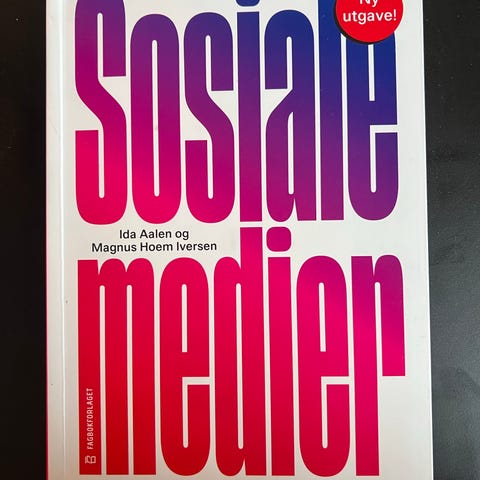 Ny
utgave!
Sosiale
Ida Aalen og
Magnus Hoem Iversen
medier
FAGBOKFORLAGET